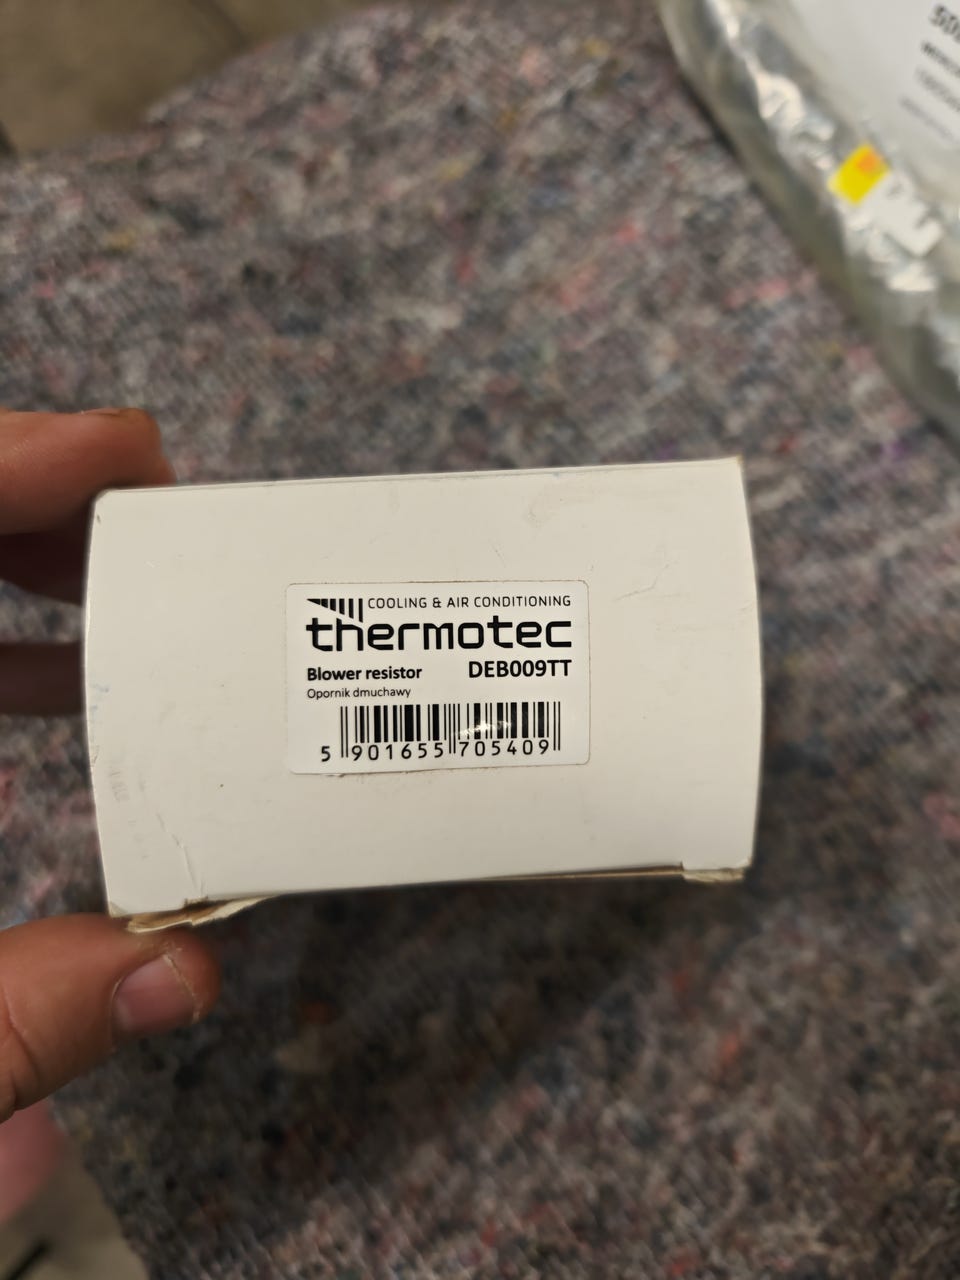 COOLING & AIR CONDITIONING
thermotec
Blower resistor DEB009TT
Opornik dmuchawy
5 901655 705409